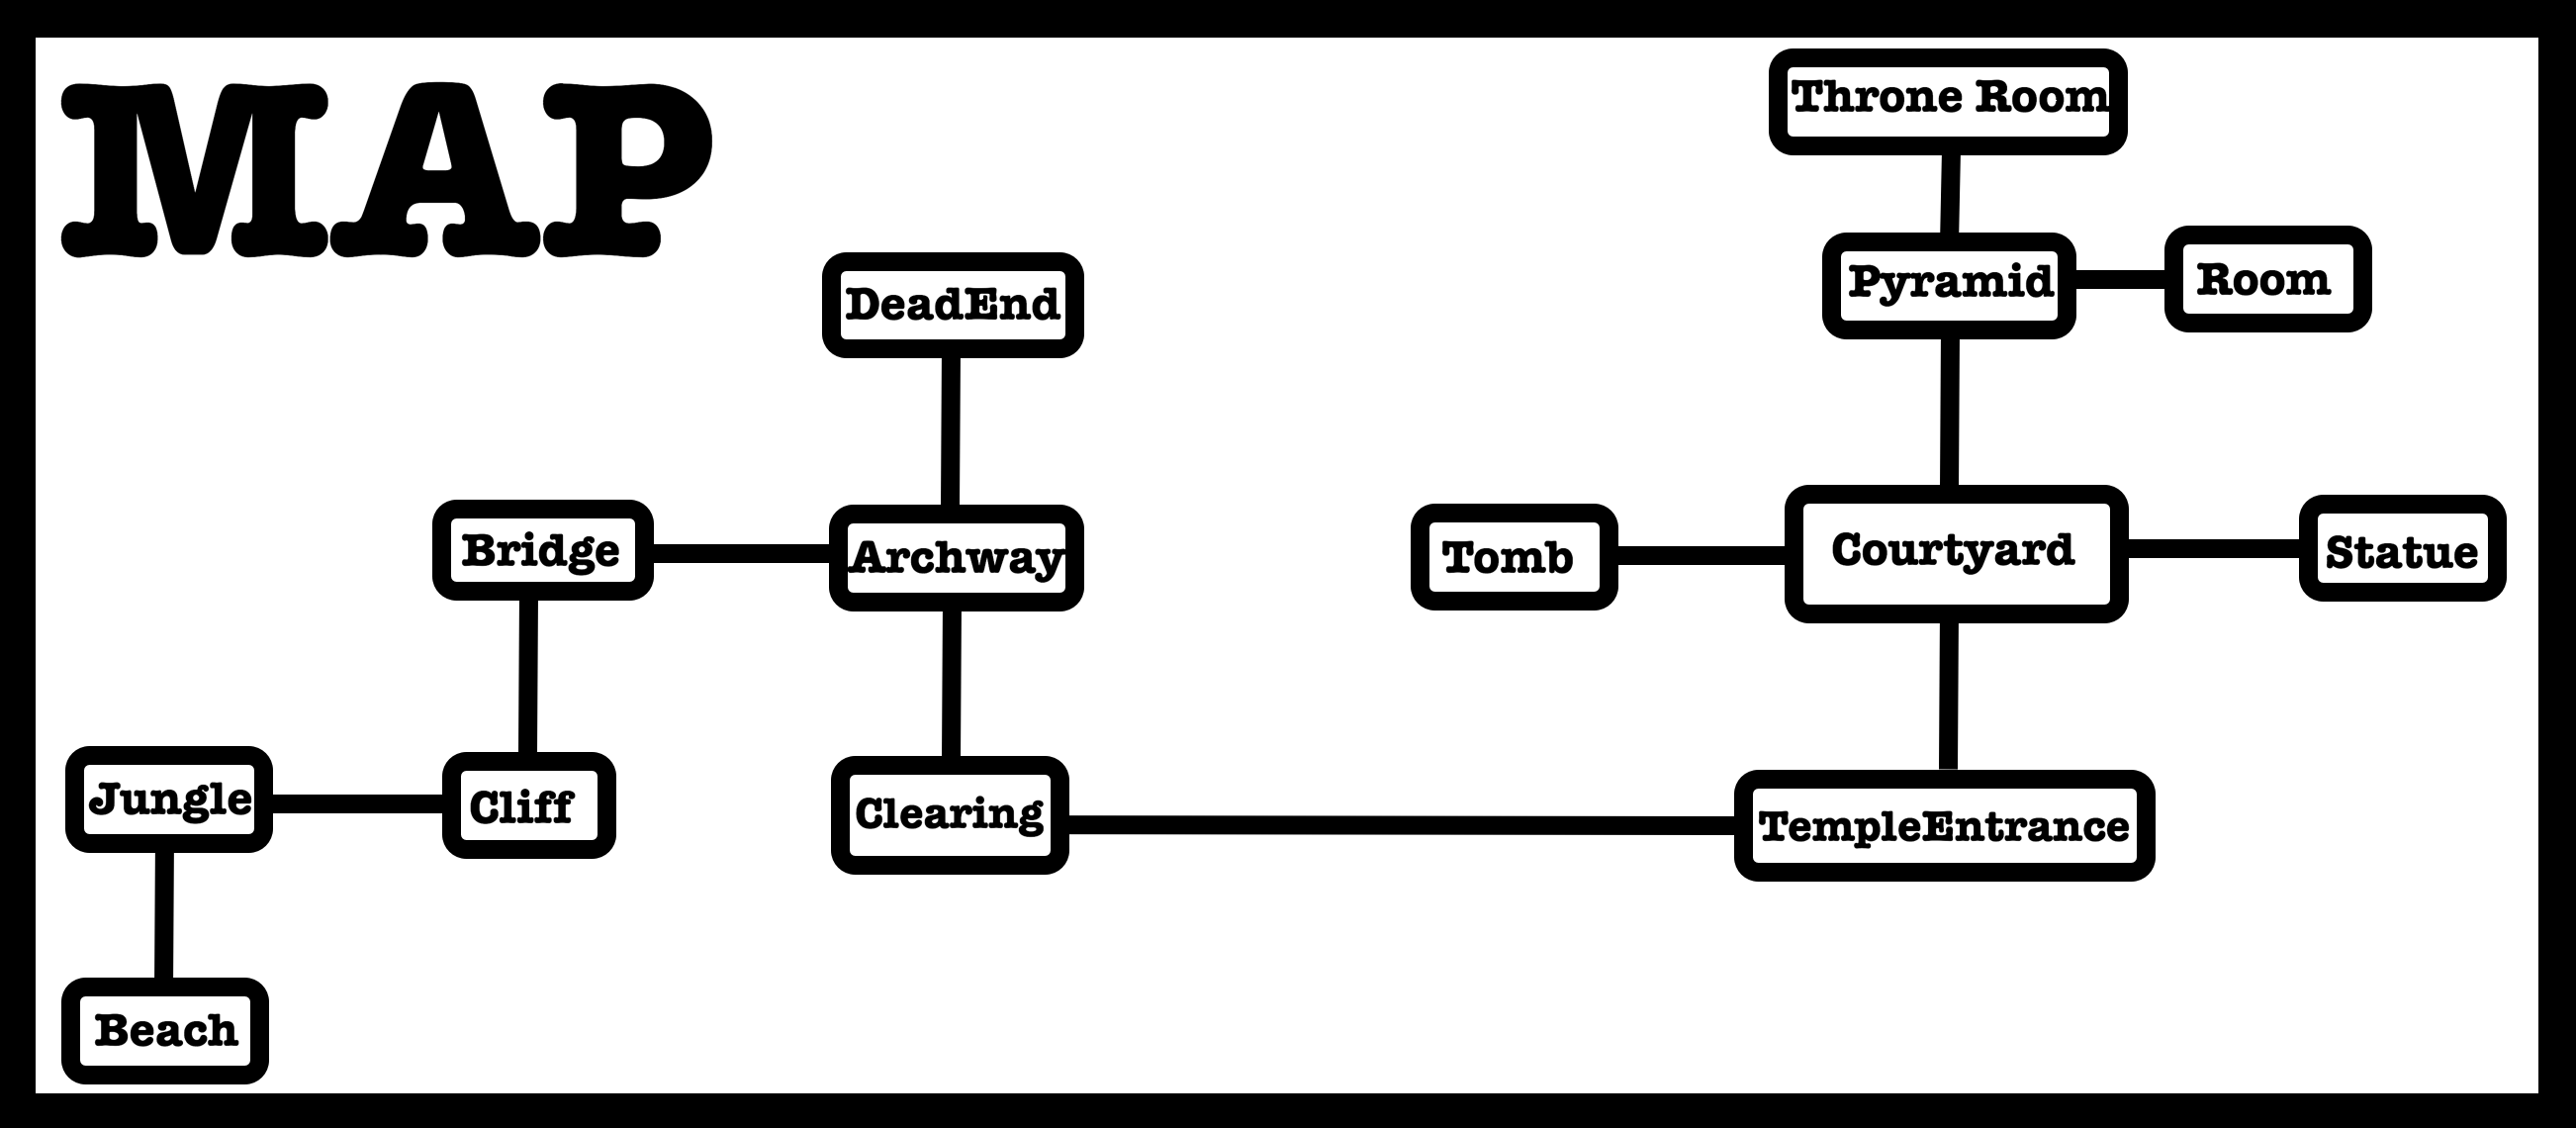 MAP
Throne Room
Pyramid
Room
DeadEnd
Bridge
Archway
Tomb
Courtyard
Statue
Jungle
Cliff
Clearing
TempleEntrance
Beach